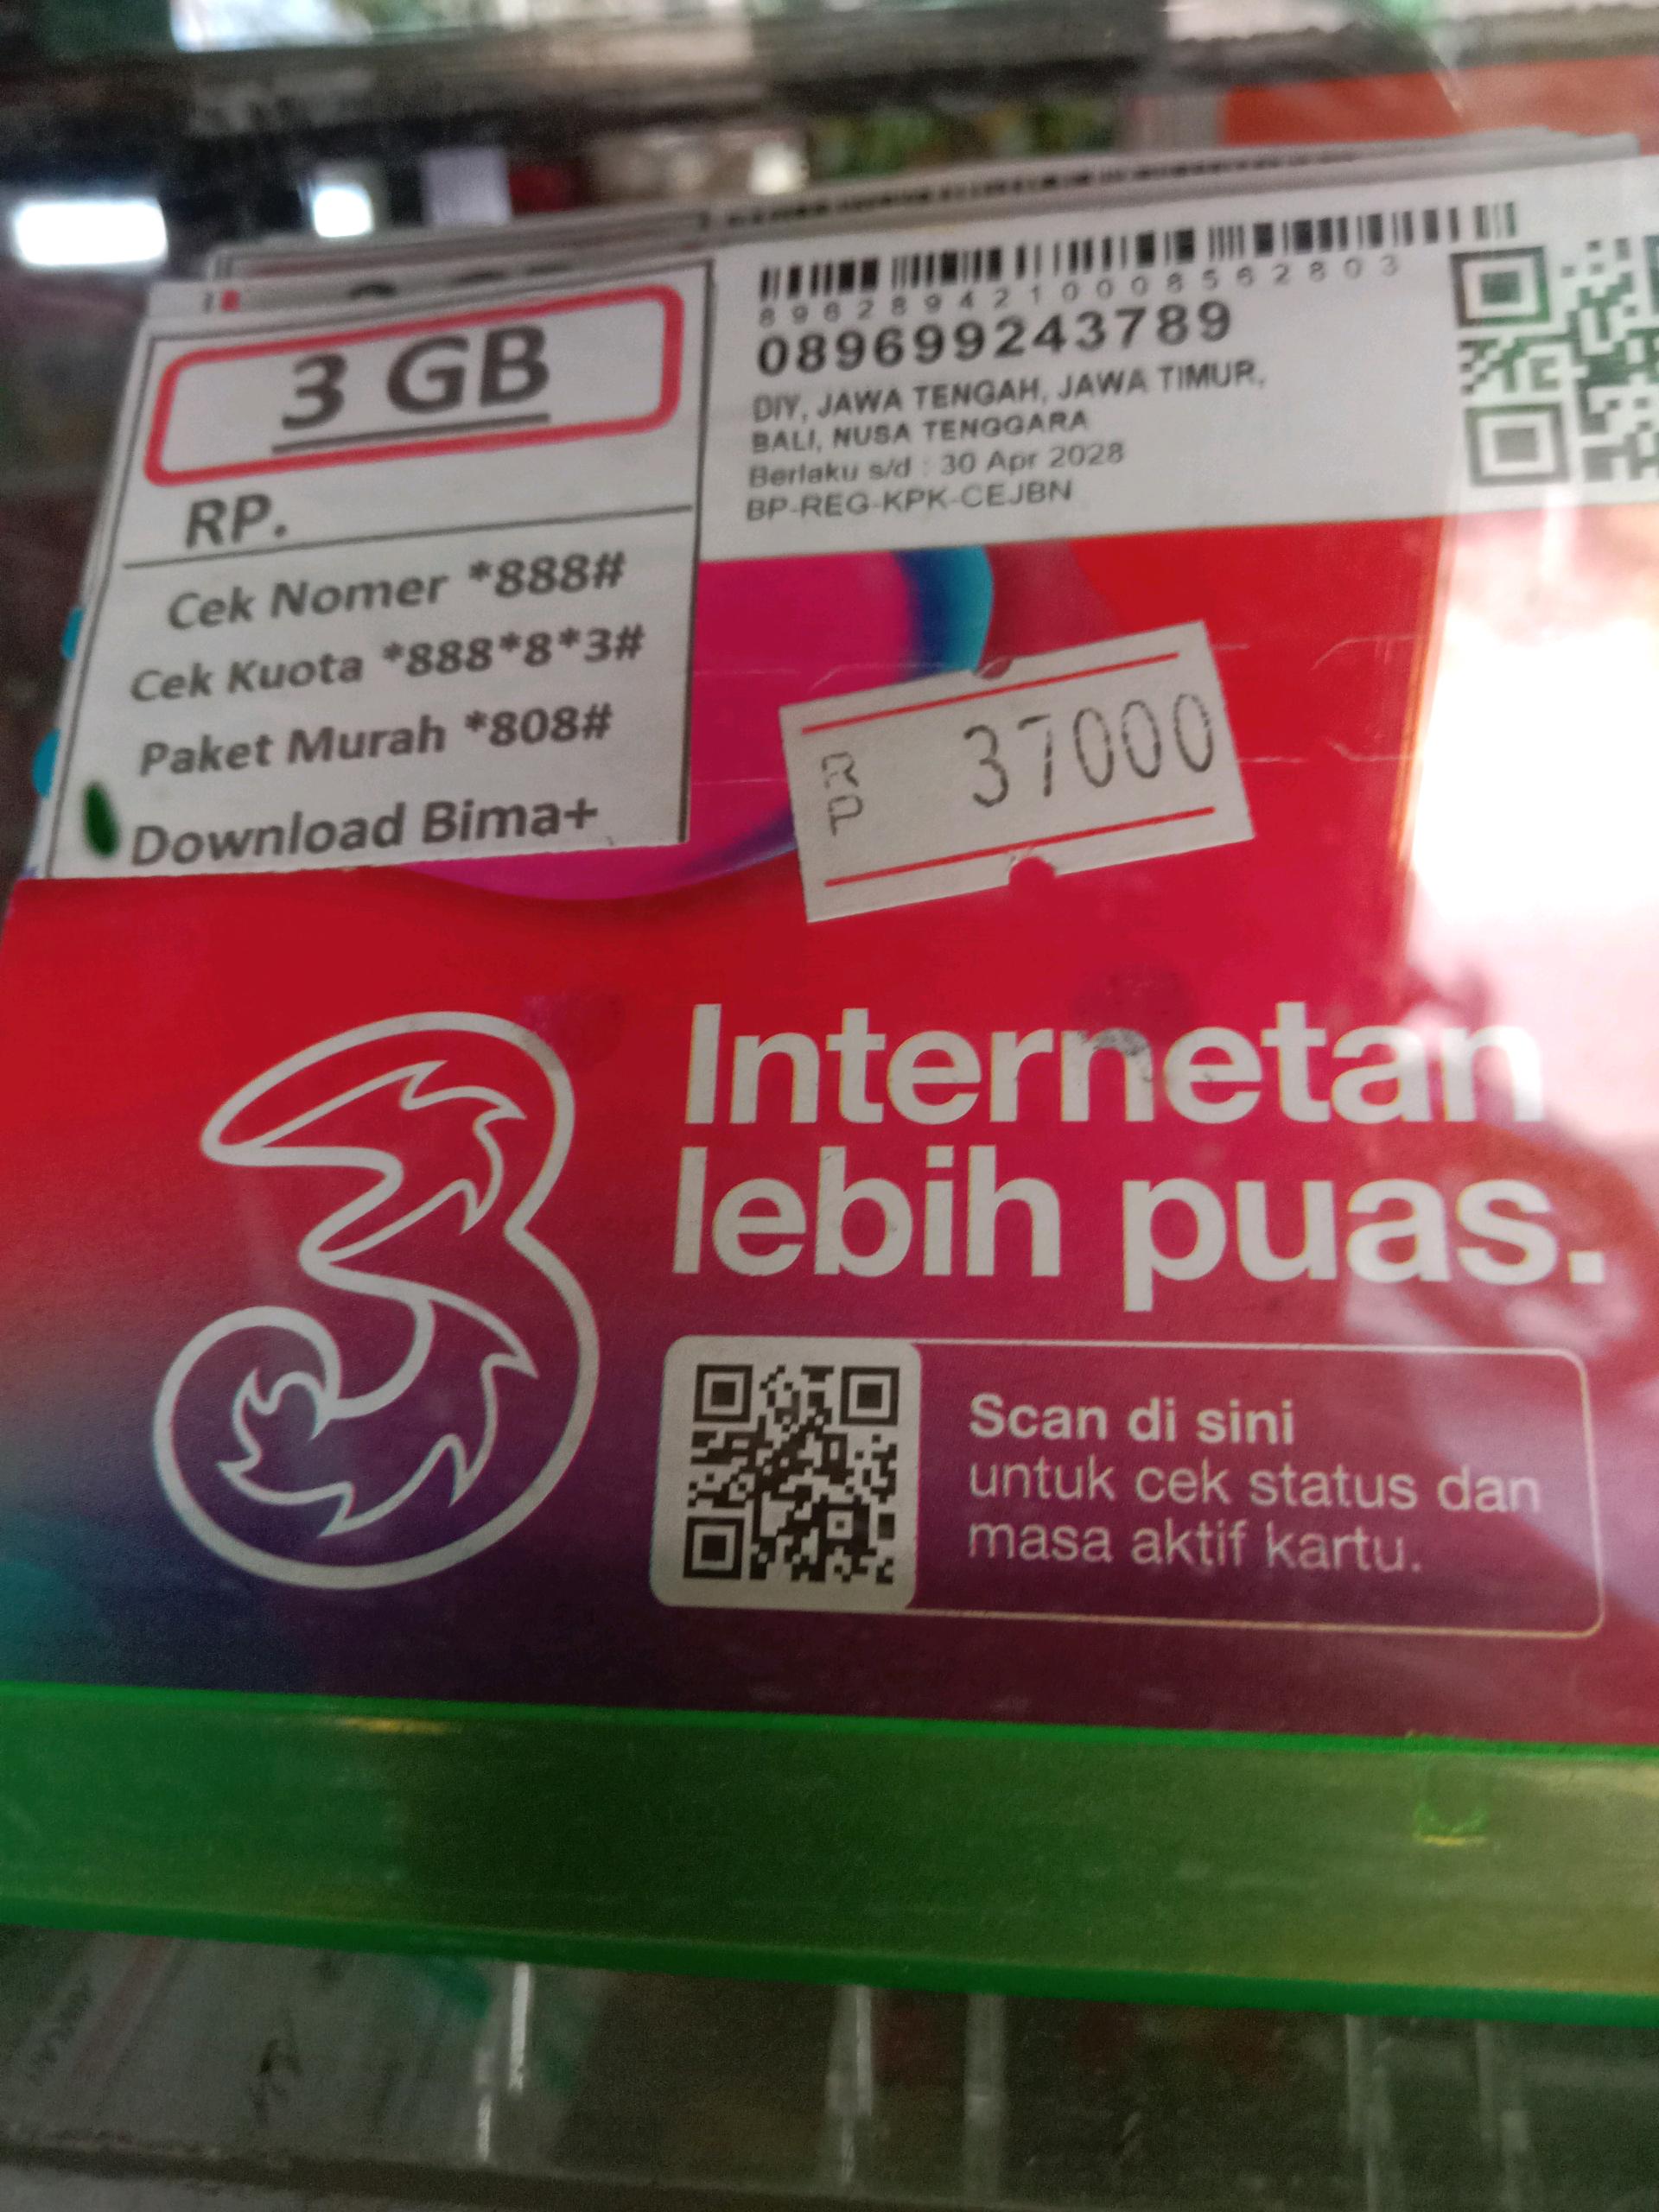 3 GB
RP.
Cek Nomer *888#
Cek Kuota *888*8*3#
Paket Murah *808#
Download Bima+
8962894210008562803
089699243789
DIY, JAWA TENGAH, JAWA TIMUR,
BALI, NUSA TENGGARA
Berlaku s/d : 30 Apr 2028
BP-REG-KPK-CEJBN
RP 37000
3
Internetan
lebih puas.
Scan di sini
untuk cek status dan
masa aktif kartu.